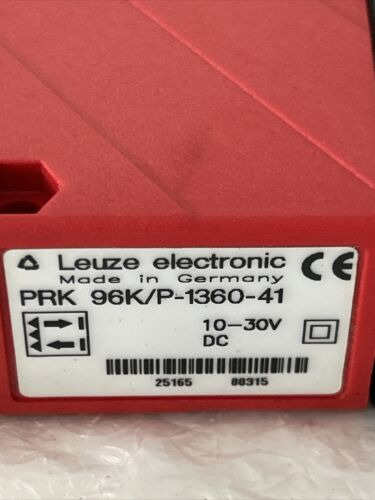 Leuze electronic
Made in Germany
CE
PRK 96K/P-1360-41
10-30V
DC
25165 80315